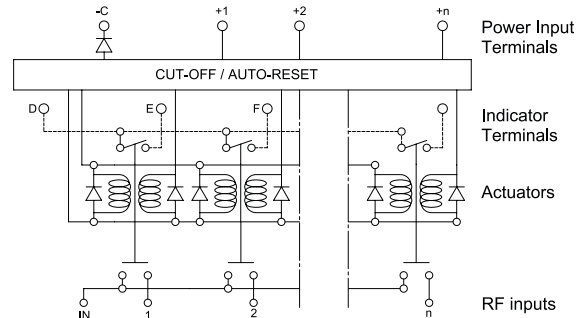 -C +1 +2 +n Power Input
Terminals
CUT-OFF / AUTO-RESET
D E F Indicator
Terminals
Actuators
IN 1 2 n RF inputs